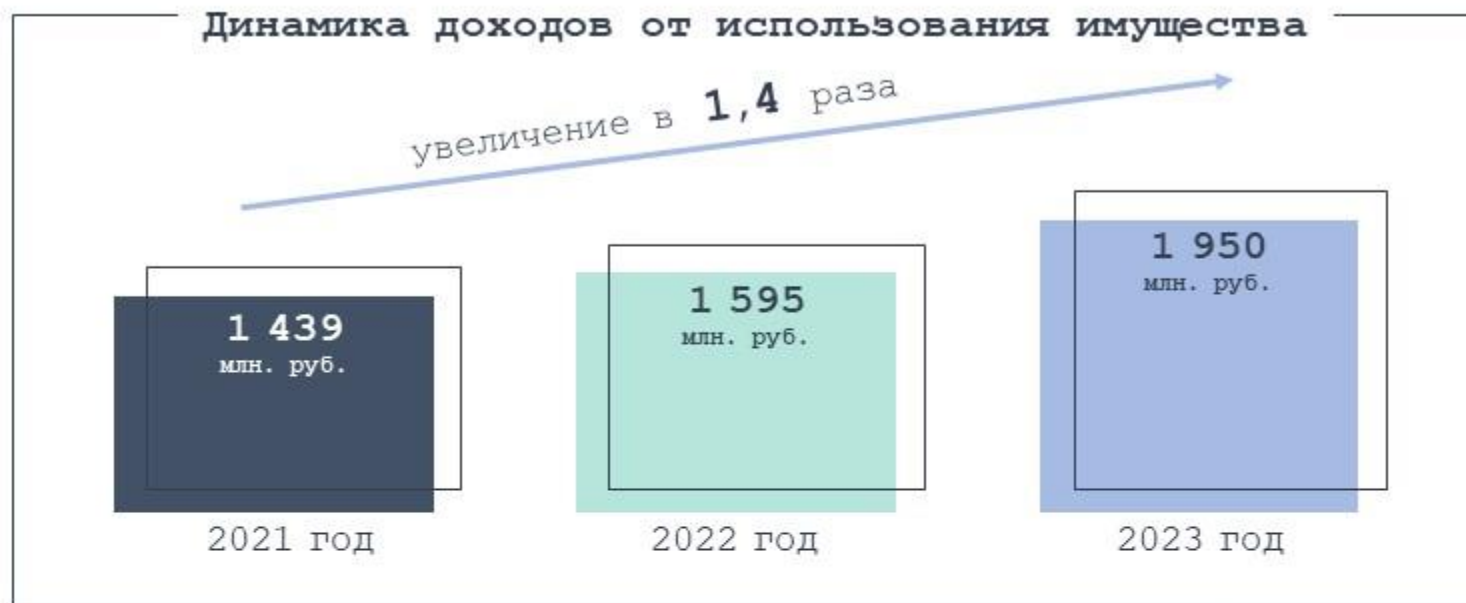 Динамика доходов от использования имущества
увеличение в 1,4 раза
1 439
млн. руб.
1 595
млн. руб.
1 950
млн. руб.
2021 год
2022 год
2023 год